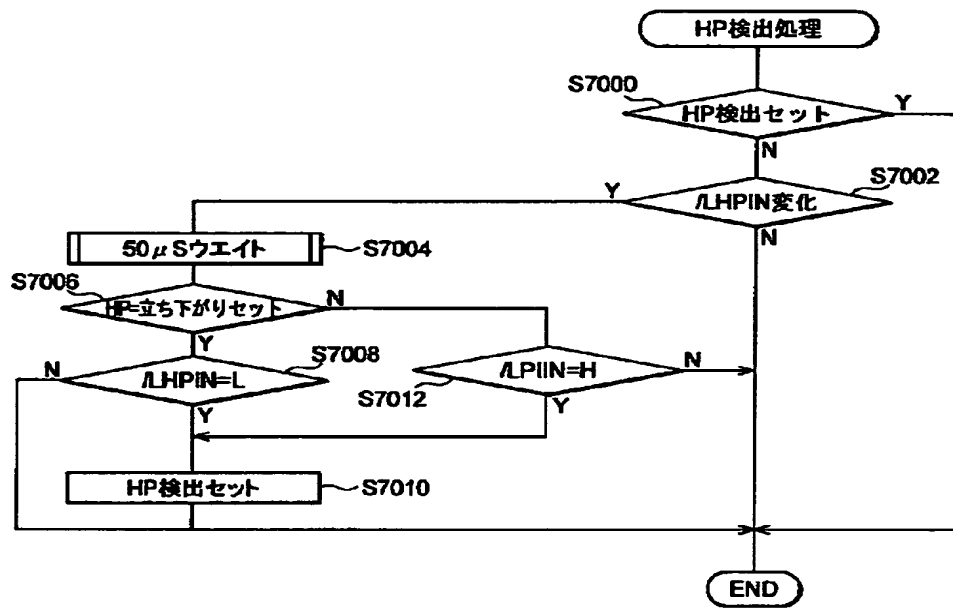 HP検出処理
S7000
HP検出セット
Y
N
S7002
/LHPIN変化
Y
N
50μSウエイト
S7004
S7006
HP=立ち下がりセット
N
Y
S7008
/LHPIN=L
N
Y
/LPIIN=H
N
S7012
Y
HP検出セット
S7010
END